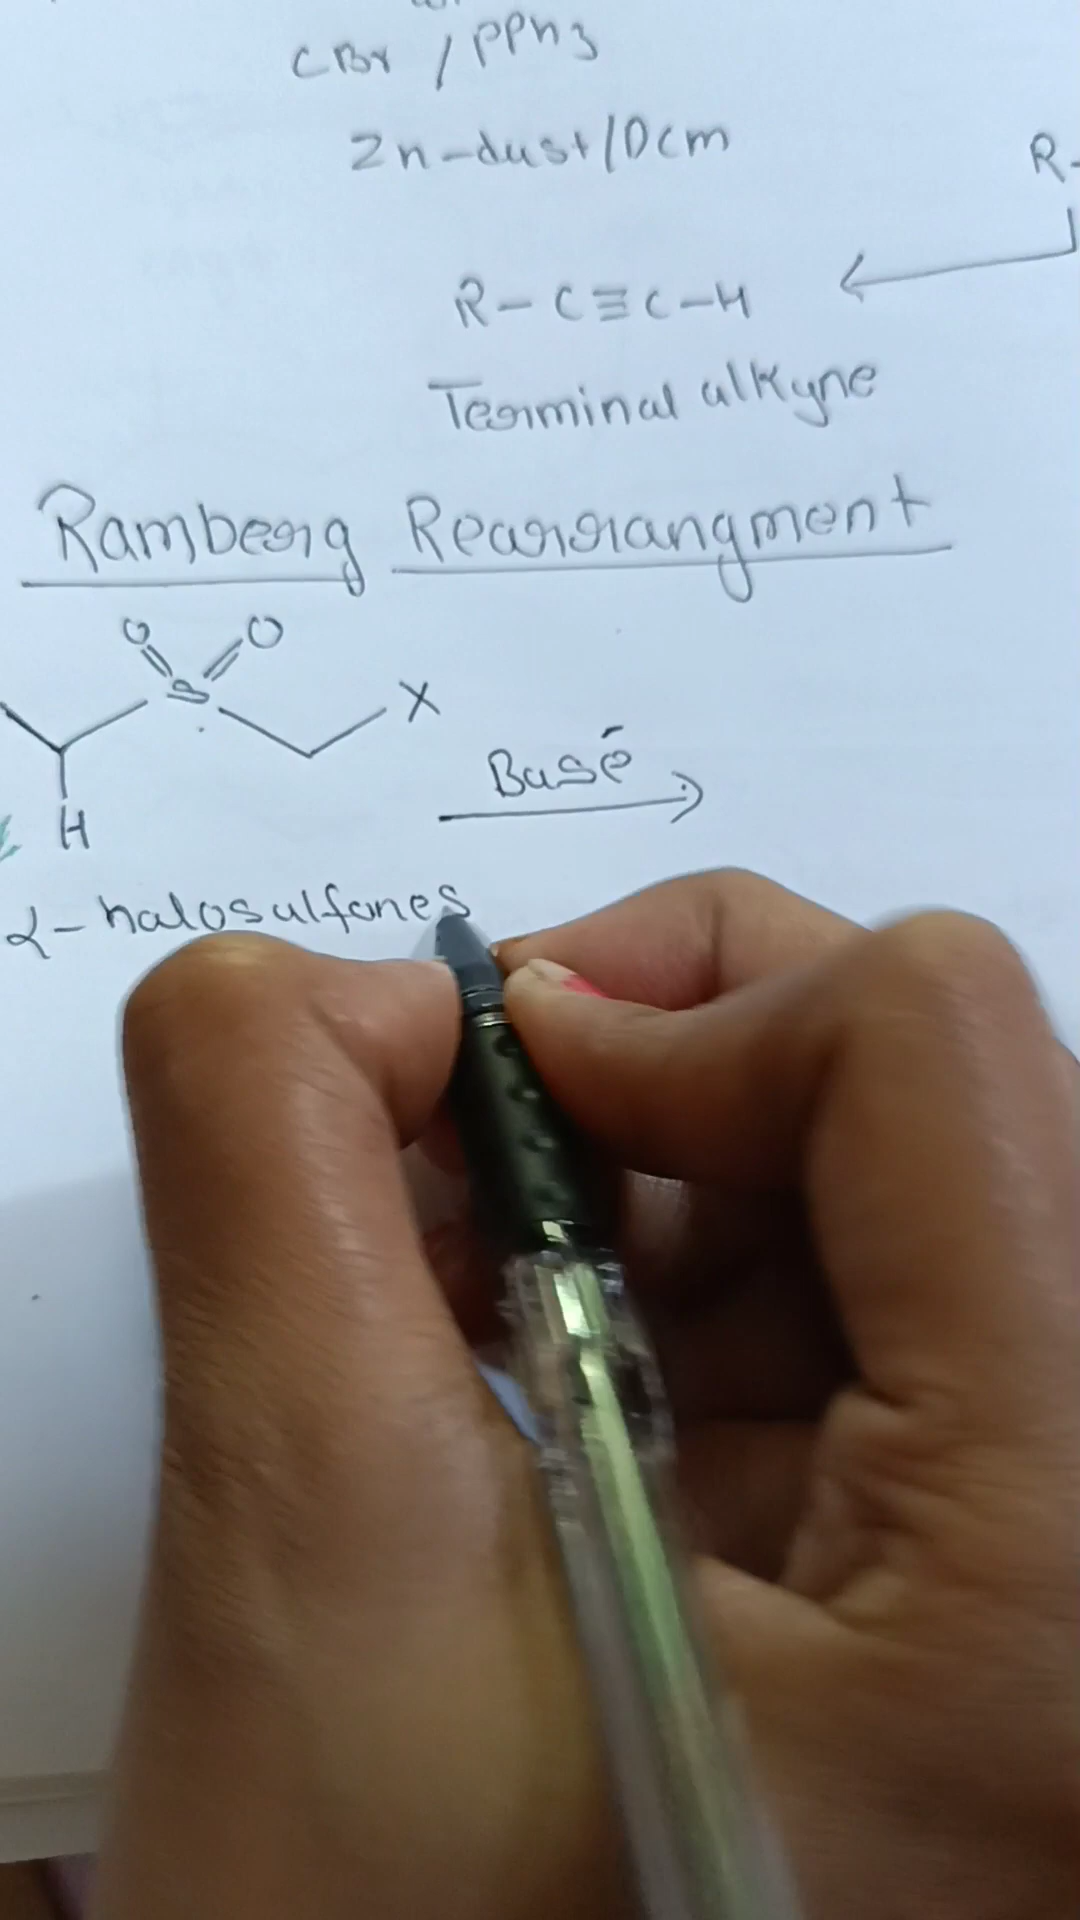 CBr / PPh3
Zn-dust/DCM
R-
R-C≡C-H
Terminal alkyne
Ramberg Rearrangment
O O
S X
Base
H
α-halosulfones